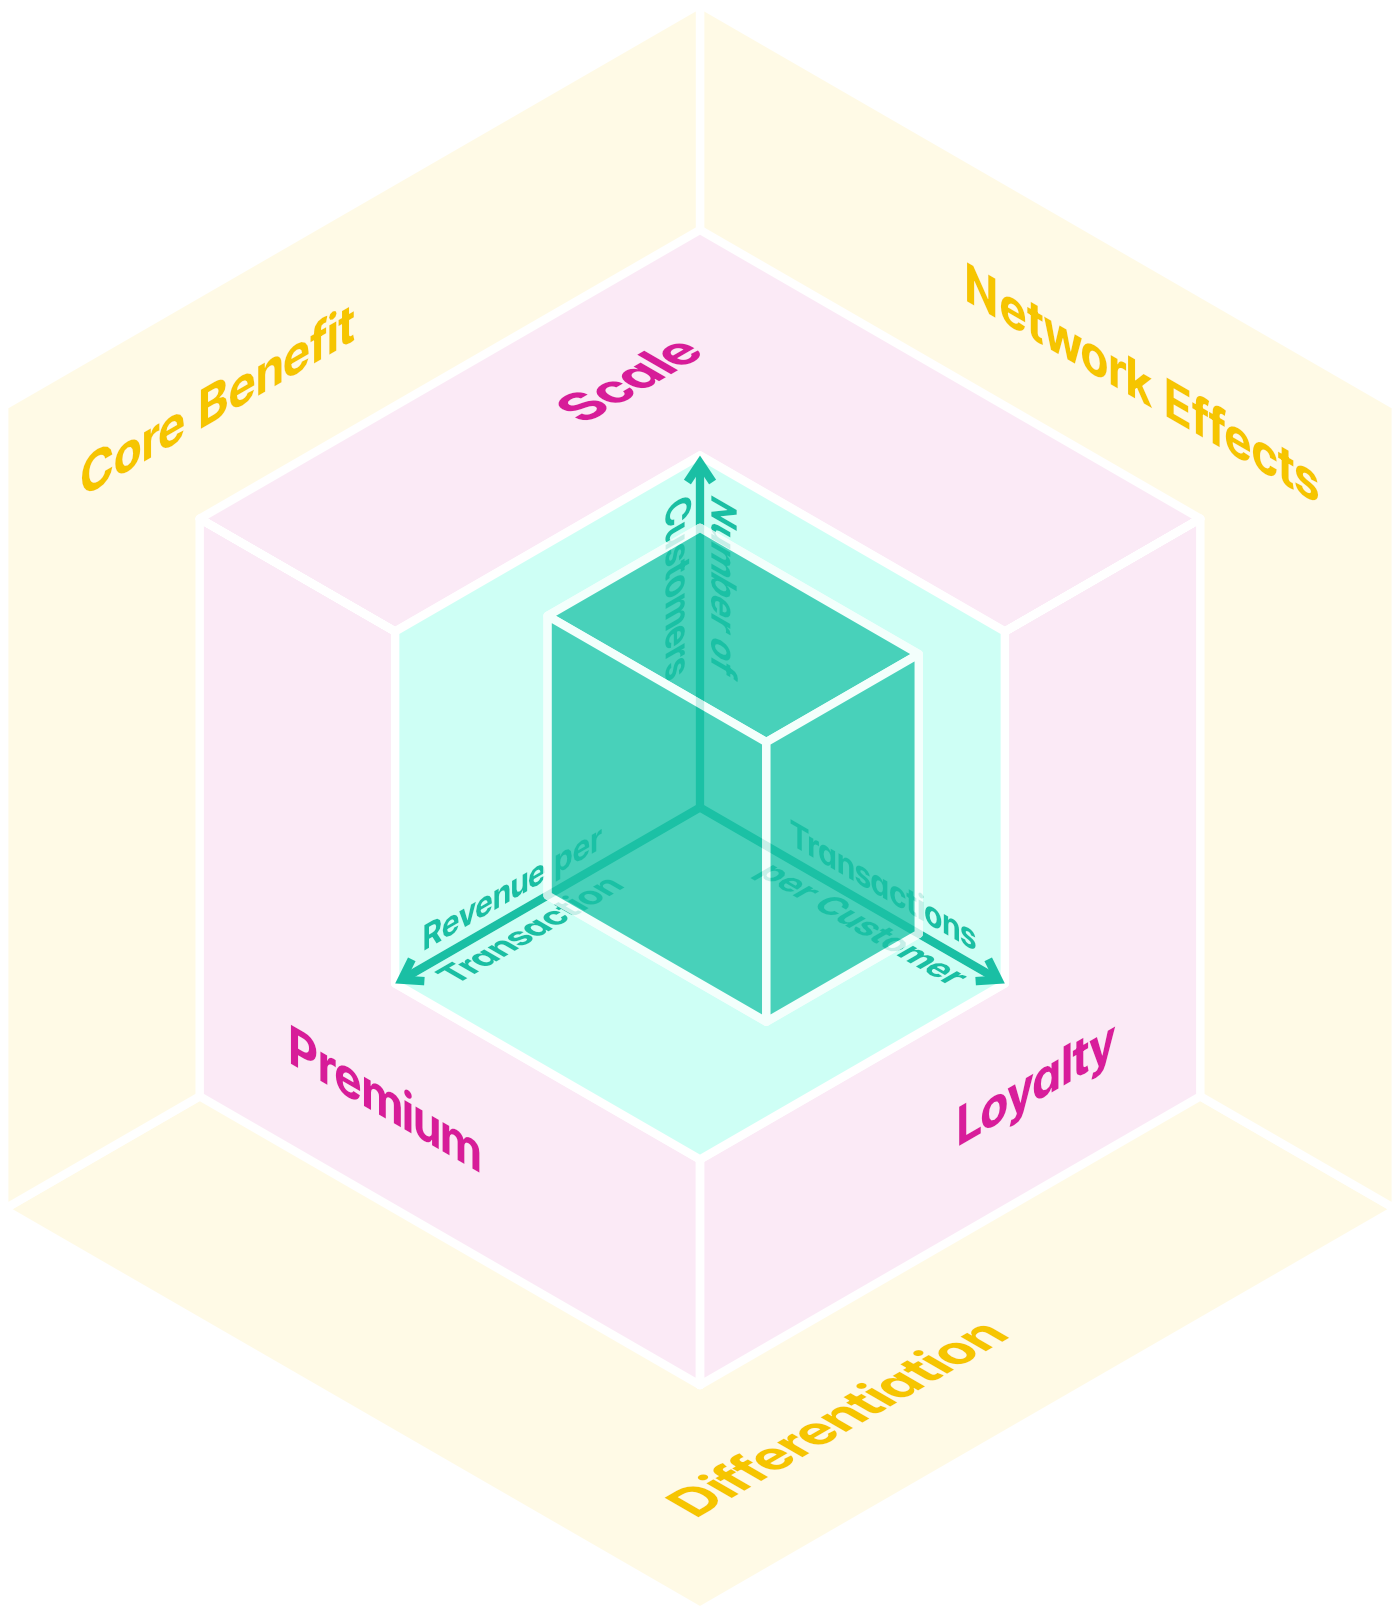 Core Benefit
Network Effects
Scale
Number of
Customers
Revenue per
Transaction
Transactions
per Customer
Premium
Loyalty
Differentiation